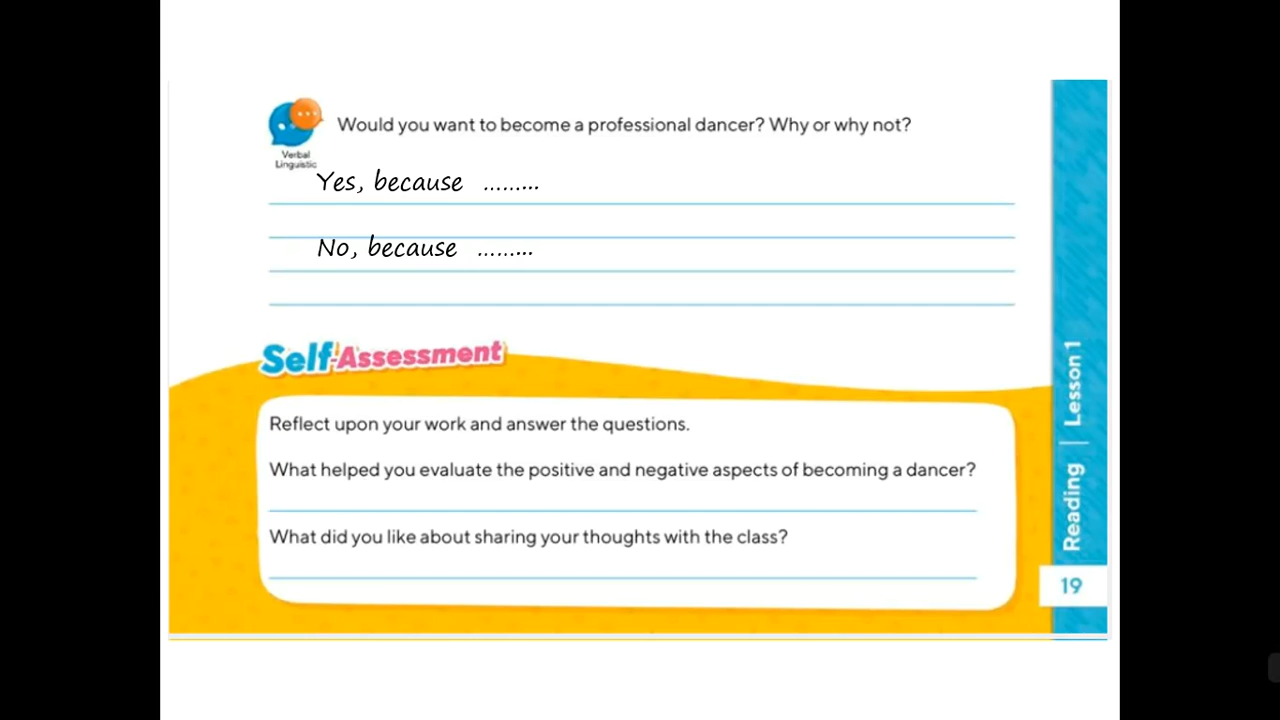 Would you want to become a professional dancer? Why or why not?
Verbal
Linguistic
Yes, because .........
No, because .........
Self-Assessment
Reflect upon your work and answer the questions.
What helped you evaluate the positive and negative aspects of becoming a dancer?
What did you like about sharing your thoughts with the class?
Reading | Lesson 1
19